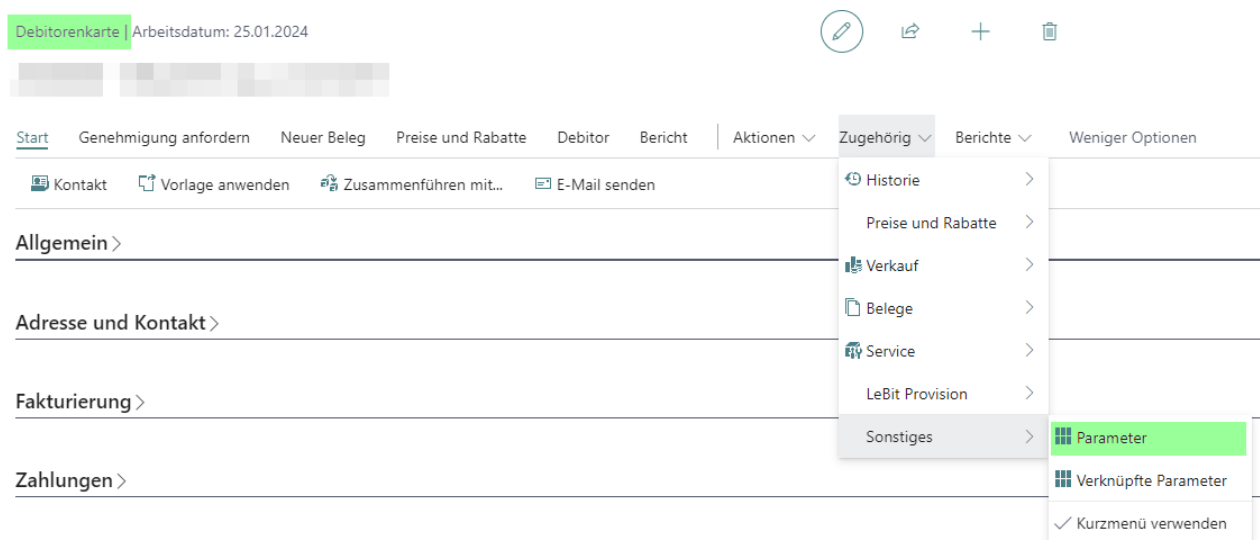 Debitorenkarte | Arbeitsdatum: 25.01.2024
Start Genehmigung anfordern Neuer Beleg Preise und Rabatte Debitor Bericht Aktionen Zugehörig Berichte Weniger Optionen
Kontakt Vorlage anwenden Zusammenführen mit... E-Mail senden
Historie
Preise und Rabatte
Allgemein
Verkauf
Belege
Adresse und Kontakt
Service
LeBit Provision
Fakturierung
Sonstiges Parameter
Zahlungen Verknüpfte Parameter
Kurzmenü verwenden